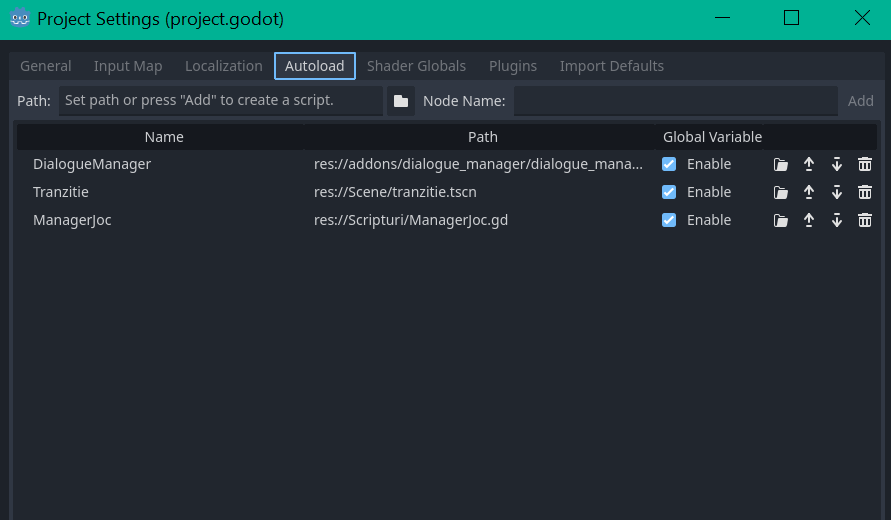 Project Settings (project.godot)
General Input Map Localization Autoload Shader Globals Plugins Import Defaults
Path: Set path or press "Add" to create a script. Node Name: Add
Name Path Global Variable
DialogueManager res://addons/dialogue_manager/dialogue_mana... Enable
Tranzitie res://Scene/tranzitie.tscn Enable
ManagerJoc res://Scripturi/ManagerJoc.gd Enable